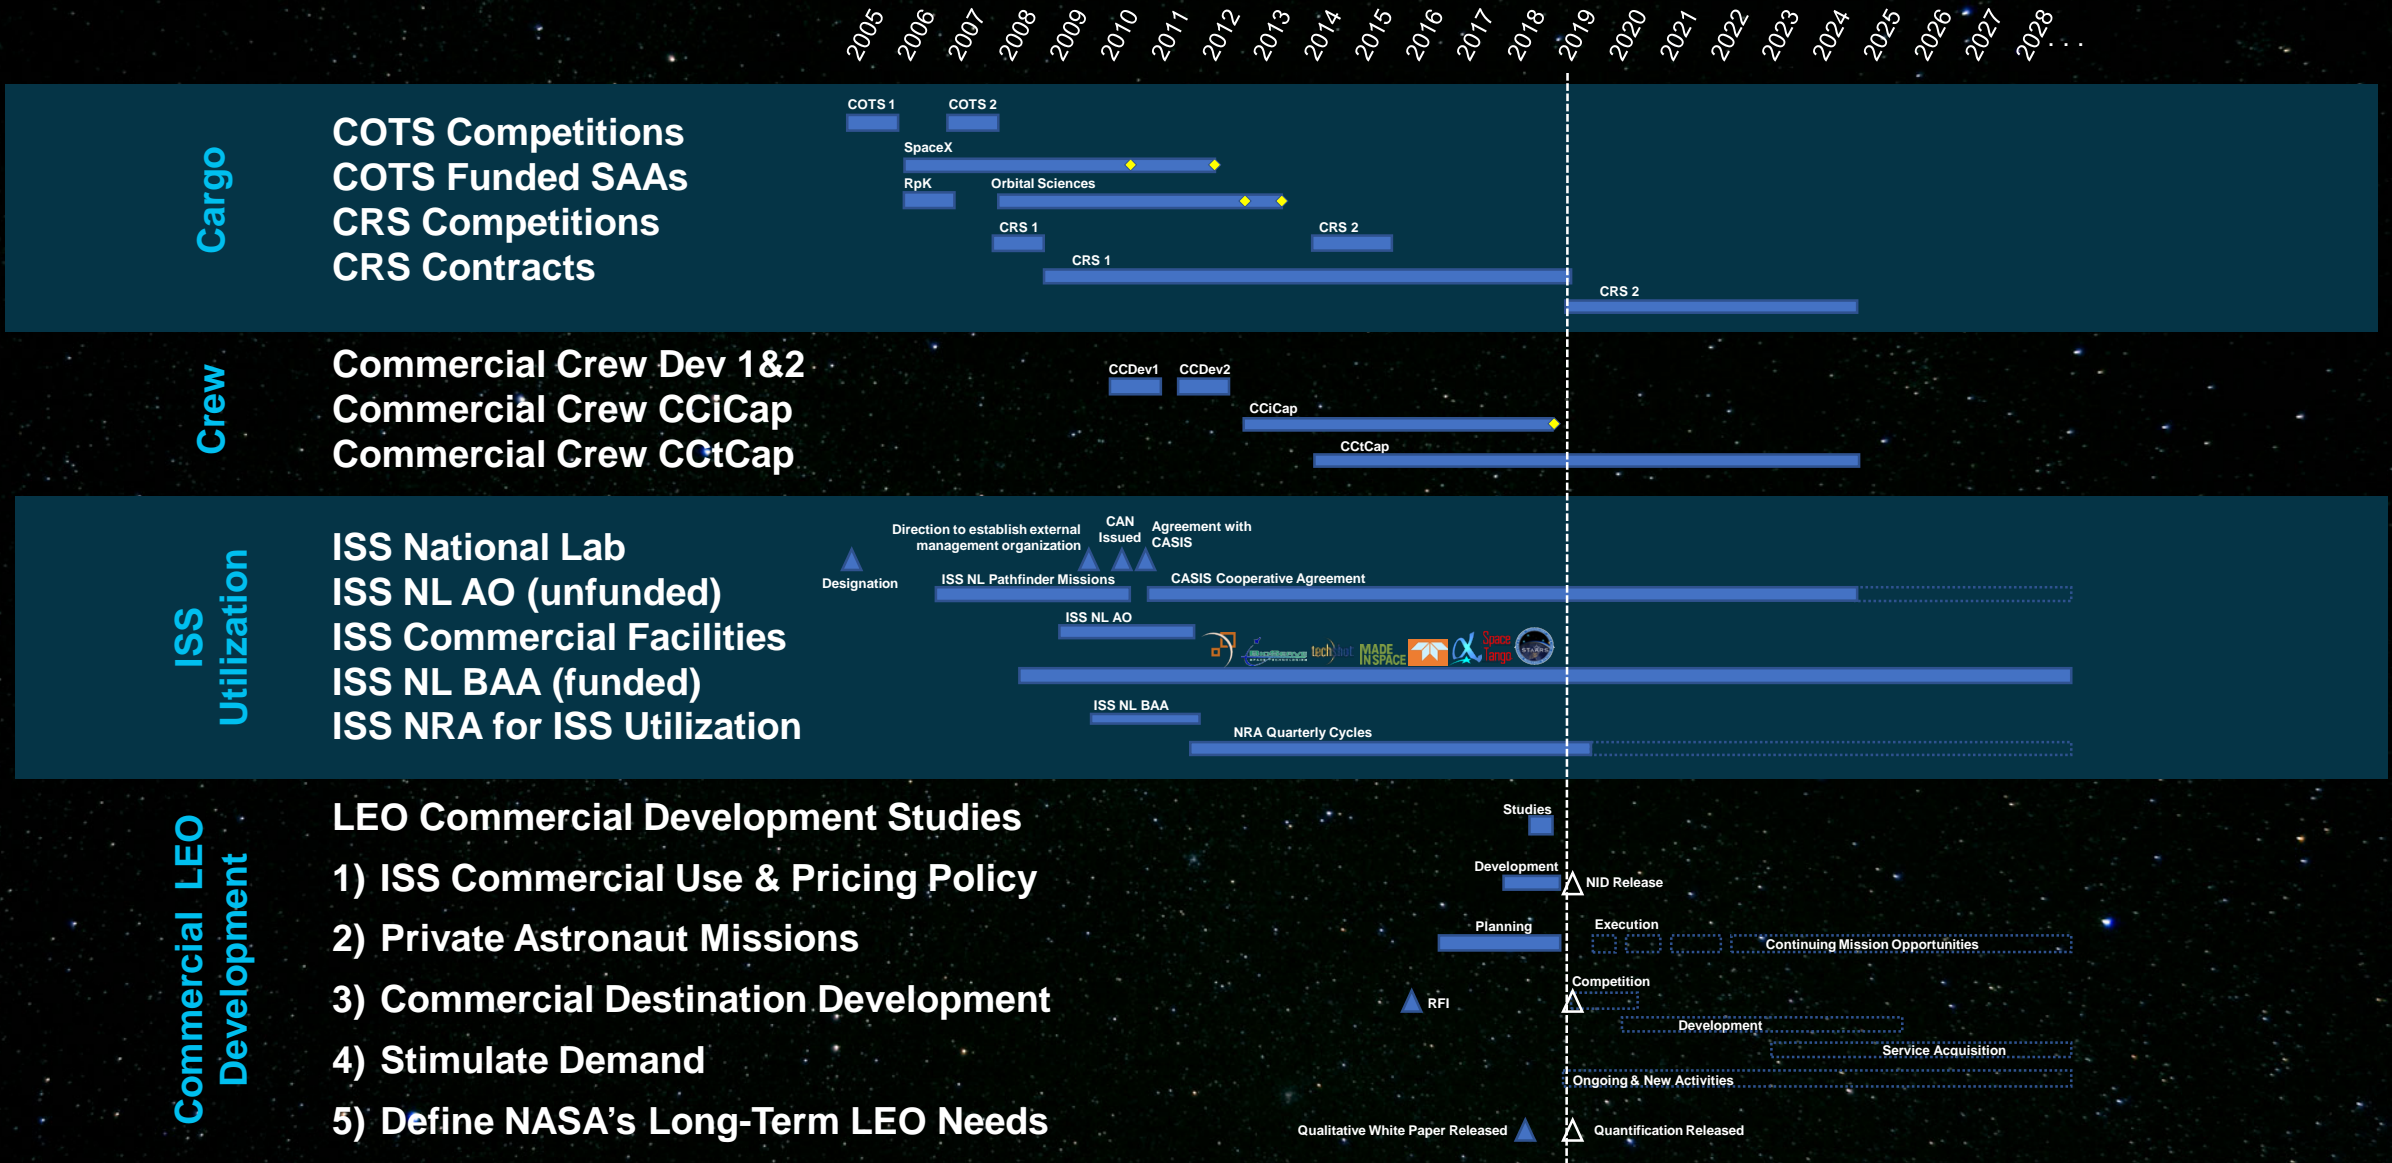 2005 2006 2007 2008 2009 2010 2011 2012 2013 2014 2015 2016 2017 2018 2019 2020 2021 2022 2023 2024 2025 2026 2027 2028 . . .
Cargo
COTS Competitions
COTS Funded SAAs
CRS Competitions
CRS Contracts
COTS 1
COTS 2
SpaceX
RpK
Orbital Sciences
CRS 1
CRS 2
CRS 1
CRS 2
Crew
Commercial Crew Dev 1&2
Commercial Crew CCiCap
Commercial Crew CCtCap
CCDev1
CCDev2
CCiCap
CCtCap
ISS
Utilization
ISS National Lab
ISS NL AO (unfunded)
ISS Commercial Facilities
ISS NL BAA (funded)
ISS NRA for ISS Utilization
Designation
Direction to establish external
management organization
CAN
Issued
Agreement with
CASIS
ISS NL Pathfinder Missions
CASIS Cooperative Agreement
ISS NL AO
techshot
MADE
INSPACE
Space
Tango
STARRS
ISS NL BAA
NRA Quarterly Cycles
Commercial LEO
Development
LEO Commercial Development Studies
1) ISS Commercial Use & Pricing Policy
2) Private Astronaut Missions
3) Commercial Destination Development
4) Stimulate Demand
5) Define NASA’s Long-Term LEO Needs
Studies
Development
NID Release
Planning
Execution
Continuing Mission Opportunities
RFI
Competition
Development
Service Acquisition
Ongoing & New Activities
Qualitative White Paper Released
Quantification Released